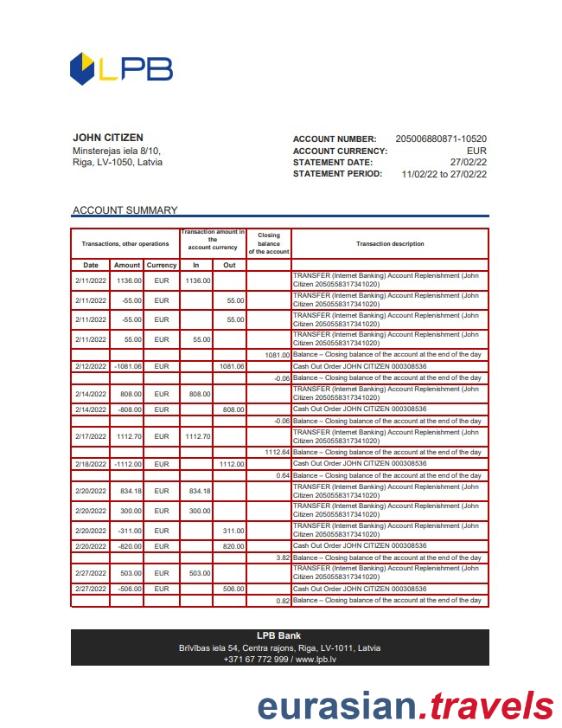 LPB
JOHN CITIZEN
Minsterejas iela 8/10,
Riga, LV-1050, Latvia
ACCOUNT NUMBER: 205006880871-10520
ACCOUNT CURRENCY: EUR
STATEMENT DATE: 27/02/22
STATEMENT PERIOD: 11/02/22 to 27/02/22
ACCOUNT SUMMARY
Transactions, other operations
Transaction amount in
the
account currency
Closing
balance
of the account
Transaction description
Date Amount Currency In Out
2/11/2022 1136.00 EUR 1136.00 TRANSFER (Internet Banking) Account Replenishment (John
Citizen 2050558317341020)
2/11/2022 -55.00 EUR 55.00 TRANSFER (Internet Banking) Account Replenishment (John
Citizen 2050558317341020)
2/11/2022 -55.00 EUR 55.00 TRANSFER (Internet Banking) Account Replenishment (John
Citizen 2050558317341020)
2/11/2022 55.00 EUR 55.00 TRANSFER (Internet Banking) Account Replenishment (John
Citizen 2050558317341020)
1081.00 Balance – Closing balance of the account at the end of the day
2/12/2022 -1081.06 EUR 1081.06 Cash Out Order JOHN CITIZEN 000308536
-0.06 Balance – Closing balance of the account at the end of the day
2/14/2022 808.00 EUR 808.00 TRANSFER (Internet Banking) Account Replenishment (John
Citizen 2050558317341020)
2/14/2022 -808.00 EUR 808.00 Cash Out Order JOHN CITIZEN 000308536
-0.06 Balance – Closing balance of the account at the end of the day
2/17/2022 1112.70 EUR 1112.70 TRANSFER (Internet Banking) Account Replenishment (John
Citizen 2050558317341020)
1112.64 Balance – Closing balance of the account at the end of the day
2/18/2022 -1112.00 EUR 1112.00 Cash Out Order JOHN CITIZEN 000308536
0.64 Balance – Closing balance of the account at the end of the day
2/20/2022 834.18 EUR 834.18 TRANSFER (Internet Banking) Account Replenishment (John
Citizen 2050558317341020)
2/20/2022 300.00 EUR 300.00 TRANSFER (Internet Banking) Account Replenishment (John
Citizen 2050558317341020)
2/20/2022 -311.00 EUR 311.00 TRANSFER (Internet Banking) Account Replenishment (John
Citizen 2050558317341020)
2/20/2022 -820.00 EUR 820.00 Cash Out Order JOHN CITIZEN 000308536
3.82 Balance – Closing balance of the account at the end of the day
2/27/2022 503.00 EUR 503.00 TRANSFER (Internet Banking) Account Replenishment (John
Citizen 2050558317341020)
2/27/2022 -506.00 EUR 506.00 Cash Out Order JOHN CITIZEN 000308536
0.82 Balance – Closing balance of the account at the end of the day
LPB Bank
Brīvības iela 54, Centra rajons, Riga, LV-1011, Latvia
+371 67 772 999 / www.lpb.lv
eurasian.travels